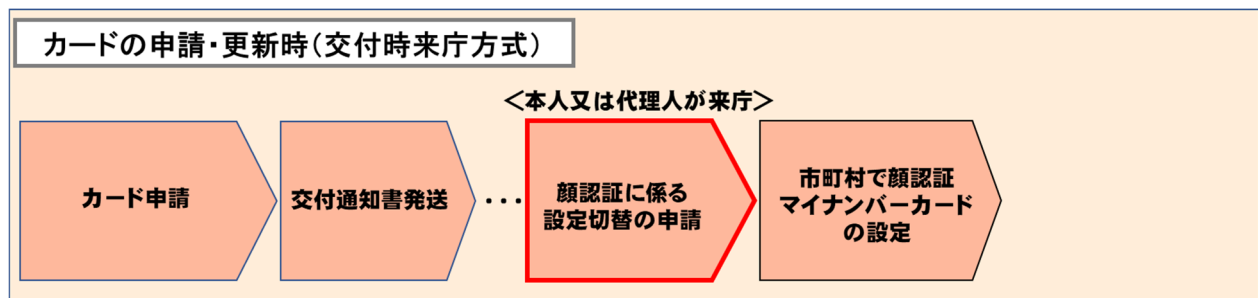 カードの申請・更新時(交付時来庁方式)
＜本人又は代理人が来庁＞
カード申請
交付通知書発送
・・・
顔認証に係る
設定切替の申請
市町村で顔認証
マイナンバーカード
の設定